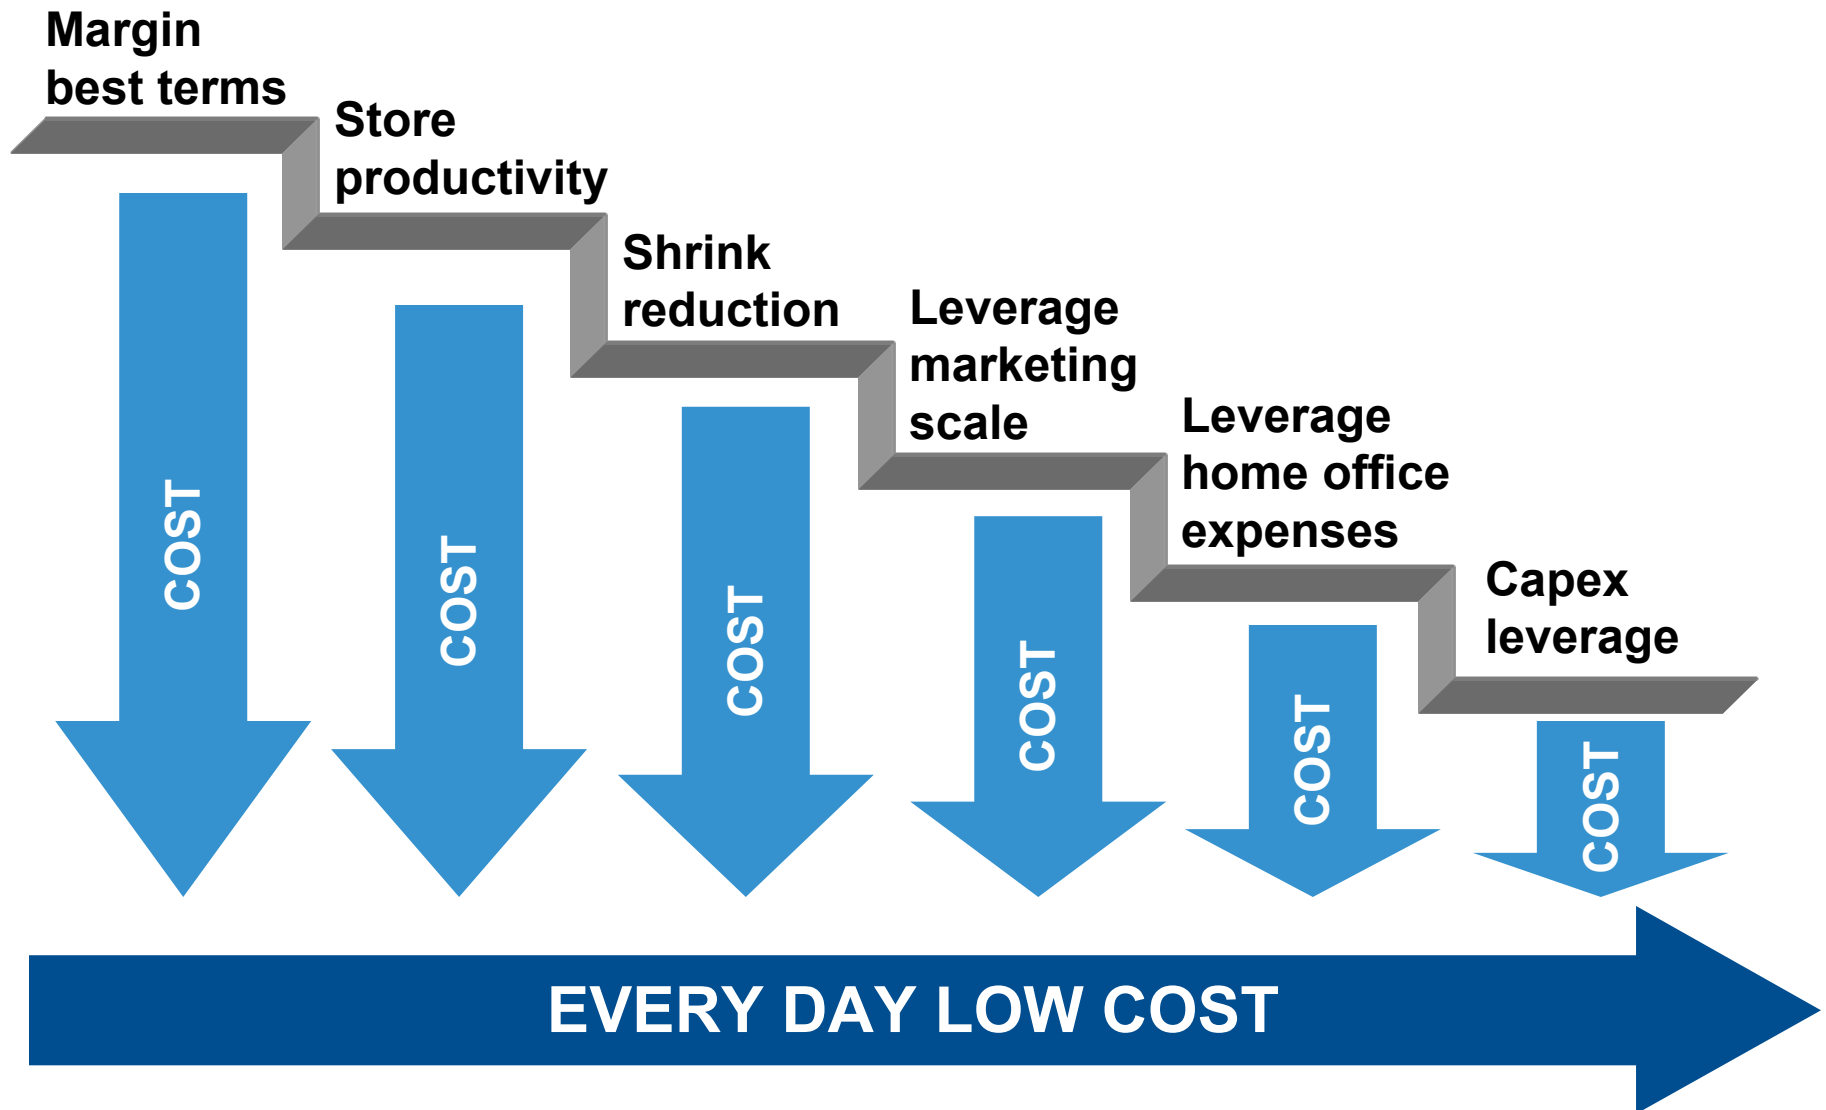 Margin
best terms
Store
productivity
Shrink
reduction
Leverage
marketing
scale
Leverage
home office
expenses
Capex
leverage
COST
COST
COST
COST
COST
COST
EVERY DAY LOW COST